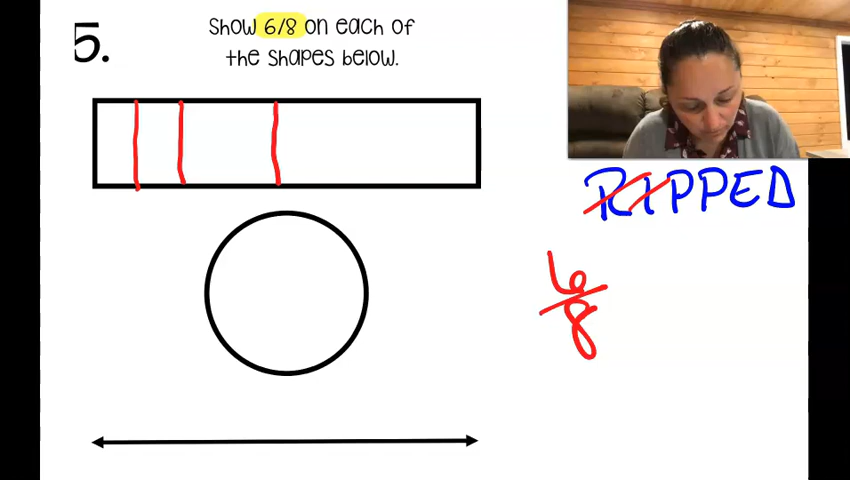 5.
Show 6/8 on each of
the shapes below.
RIPPED
6
8